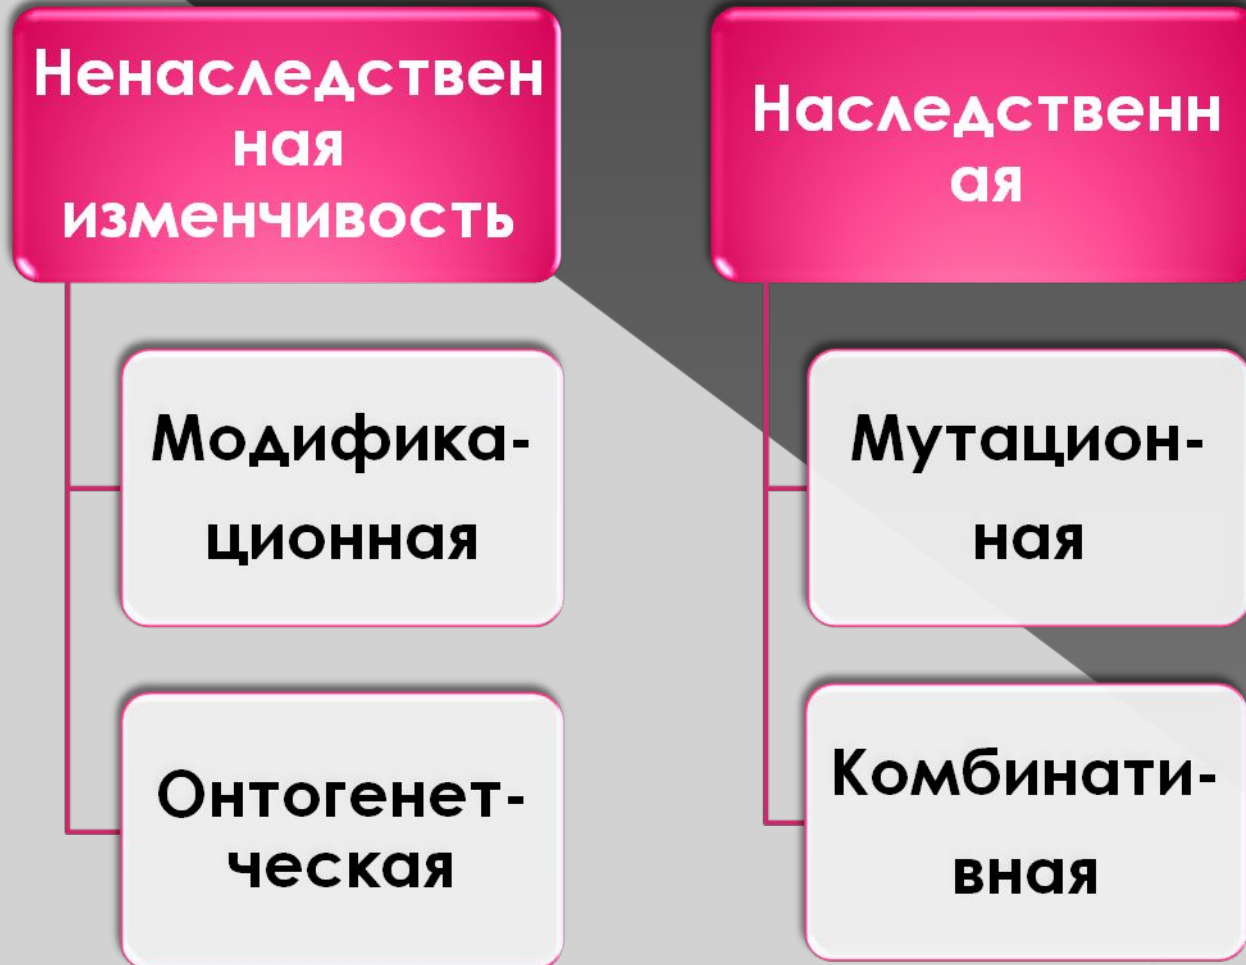 Ненаследствен
ная
изменчивость
Модифика-
ционная
Онтогенет-
ческая
Наследственн
ая
Мутацион-
ная
Комбинати-
вная